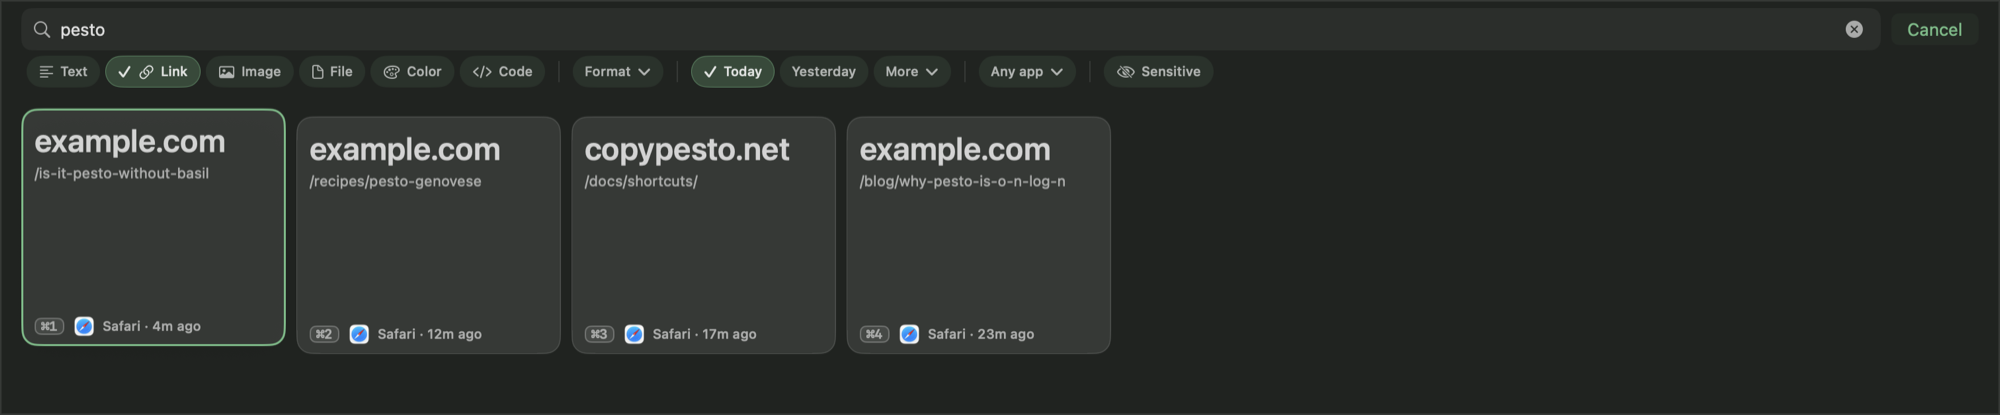 pesto
Cancel
Text Link Image File Color Code Format Today Yesterday More Any app Sensitive
example.com
/is-it-pesto-without-basil
⌘1 Safari · 4m ago
example.com
/recipes/pesto-genovese
⌘2 Safari · 12m ago
copypesto.net
/docs/shortcuts/
⌘3 Safari · 17m ago
example.com
/blog/why-pesto-is-o-n-log-n
⌘4 Safari · 23m ago